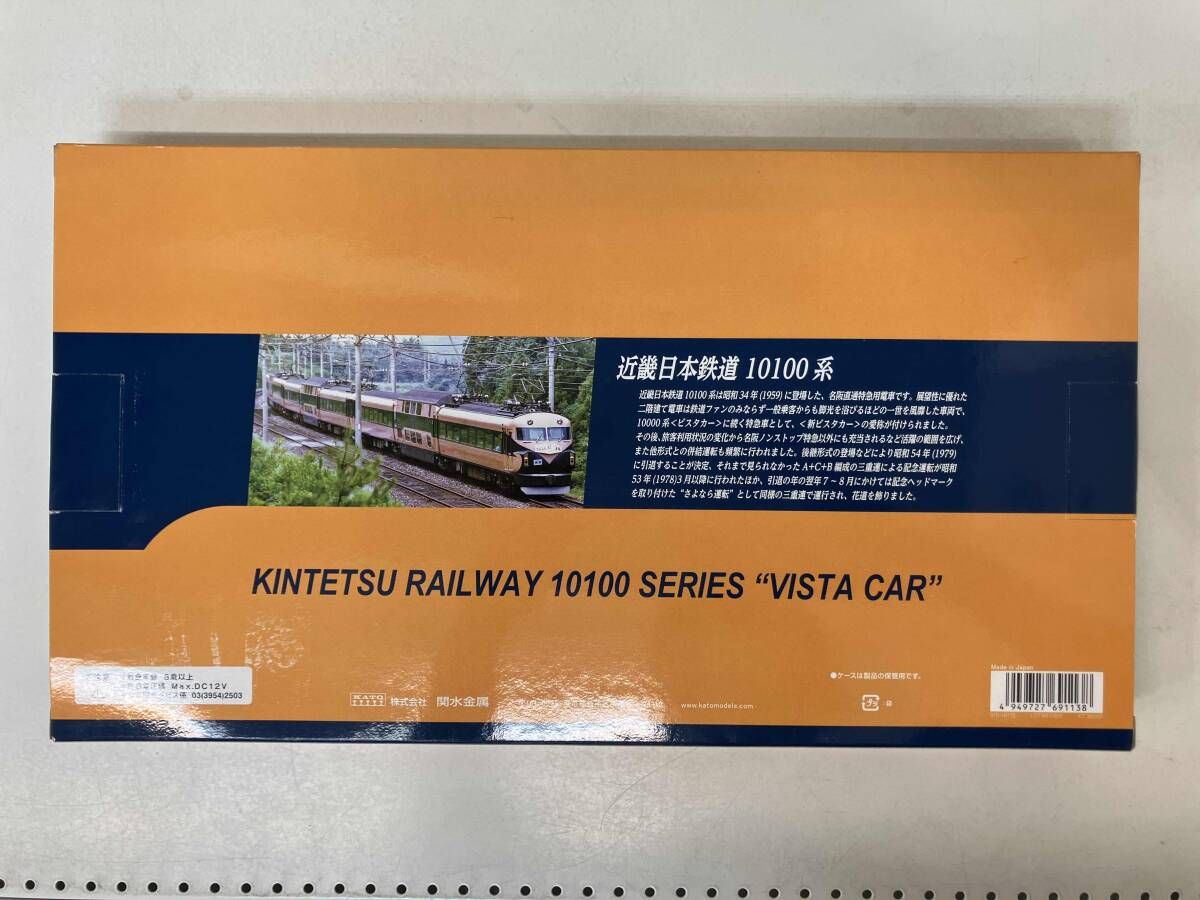 近畿日本鉄道 10100 系
近畿日本鉄道 10100 系は昭和 34 年 (1959) に登場した、名阪直通特急用電車です。展望性に優れた
二階建て電車は鉄道ファンのみならず一般乗客からも脚光を浴びるほどの一世を風靡した車両で、
10000 系<ビスタカー>に続く特急車として、<新ビスタカー>の愛称が付けられました。
その後、旅客利用状況の変化から名阪ノンストップ特急以外にも充当されるなど活躍の範囲を広げ、
また他形式との併結運転も頻繁に行われました。後継形式の登場などにより昭和 54 年 (1979)
に引退することが決定、それまで見られなかった A+C+B 編成の三重連による記念運転が昭和
53 年 (1978)3 月以降に行われたほか、引退の年の翌年 7 ~ 8 月にかけては記念ヘッドマーク
を取り付けた “さよなら運転” として同様の三重連で運行され、花道を飾りました。
KINTETSU RAILWAY 10100 SERIES “VISTA CAR”
歳以上
Max.DC12V
03(3954)2503
KATO 株式会社 関水金属
www.katomodels.com
●ケースは製品の保管用です。
プラ
:袋
Made in Japan
4 949727 691138